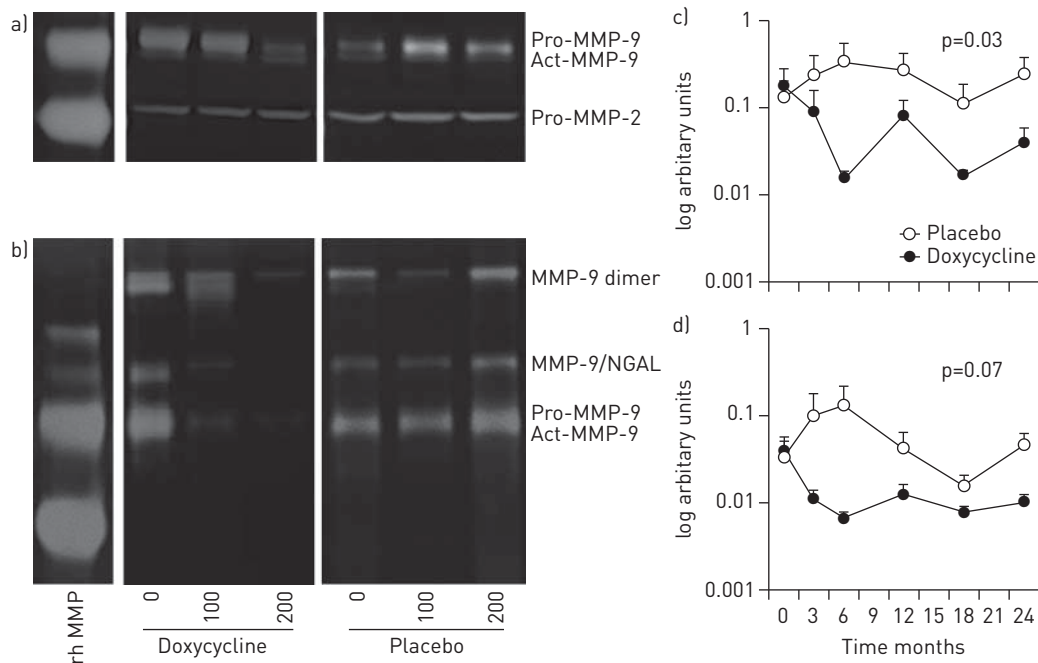 a)
Pro-MMP-9
Act-MMP-9
Pro-MMP-2
b)
MMP-9 dimer
MMP-9/NGAL
Pro-MMP-9
Act-MMP-9
rh MMP
0 100 200
Doxycycline
0 100 200
Placebo
c)
1
0.1
0.01
0.001
log arbitary units
p=0.03
Placebo
Doxycycline
d)
1
0.1
0.01
0.001
log arbitary units
p=0.07
0 3 6 9 12 15 18 21 24
Time months